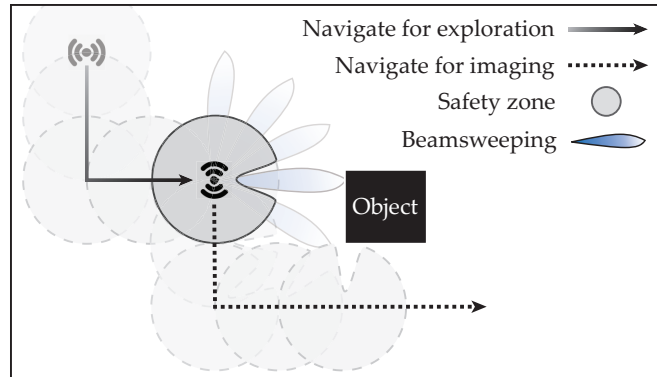 Navigate for exploration
Navigate for imaging
Safety zone
Beamsweeping
Object